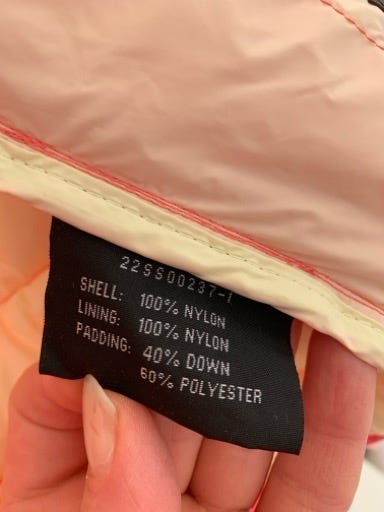 22SS00237-1
SHELL: 100% NYLON
LINING: 100% NYLON
PADDING: 40% DOWN
60% POLYESTER